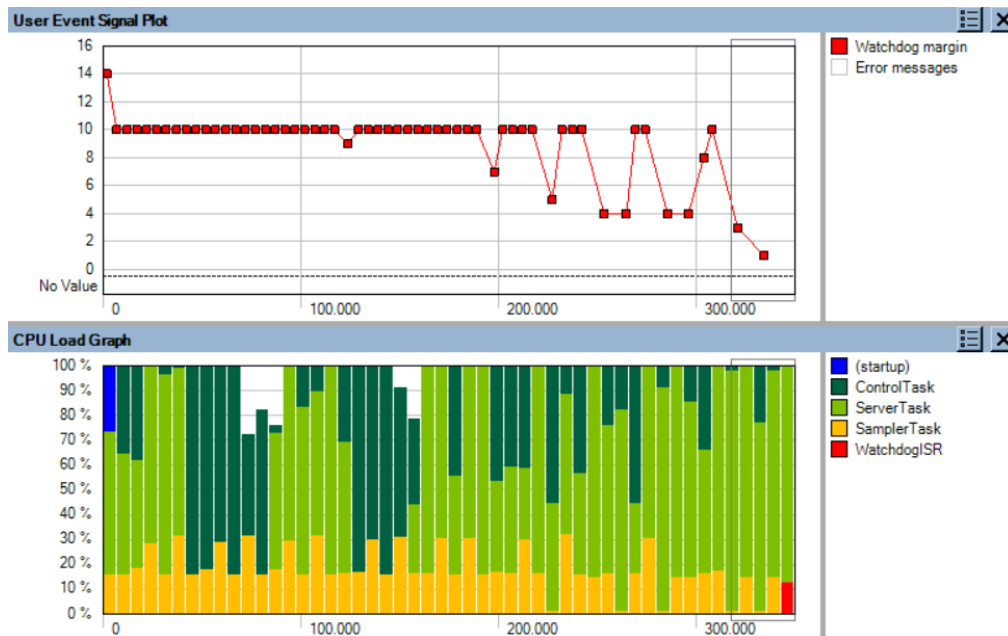 User Event Signal Plot
16
14
12
10
8
6
4
2
0
No Value
0 100.000 200.000 300.000
Watchdog margin
Error messages
CPU Load Graph
100 %
90 %
80 %
70 %
60 %
50 %
40 %
30 %
20 %
10 %
0 %
0 100.000 200.000 300.000
(startup)
ControlTask
ServerTask
SamplerTask
WatchdogISR